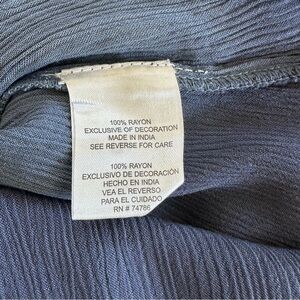 100% RAYON
EXCLUSIVE OF DECORATION
MADE IN INDIA
SEE REVERSE FOR CARE
100% RAYON
EXCLUSIVO DE DECORACIÓN
HECHO EN INDIA
VEA EL REVERSO
PARA EL CUIDADO
RN # 74786